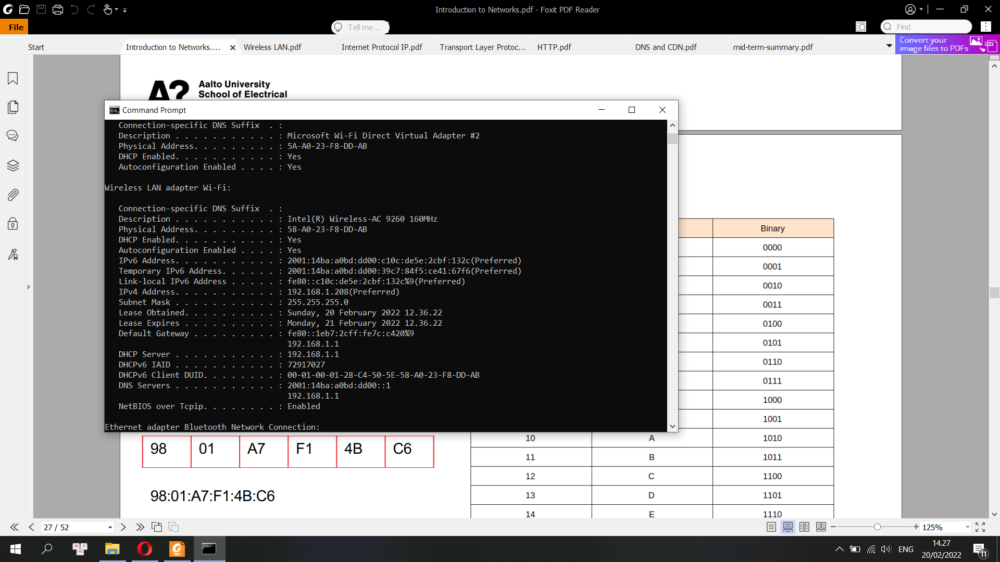 Introduction to Networks.pdf - Foxit PDF Reader
File
Tell me...
Find
Start
Introduction to Networks....
Wireless LAN.pdf
Internet Protocol IP.pdf
Transport Layer Protoc...
HTTP.pdf
DNS and CDN.pdf
mid-term-summary.pdf
Convert your
image files to PDFs
PDF
A?
Aalto University
School of Electrical
C:\.
Command Prompt
Connection-specific DNS Suffix  . :
Description . . . . . . . . . . . : Microsoft Wi-Fi Direct Virtual Adapter #2
Physical Address. . . . . . . . . : 5A-A0-23-F8-DD-AB
DHCP Enabled. . . . . . . . . . . : Yes
Autoconfiguration Enabled . . . . : Yes
Wireless LAN adapter Wi-Fi:
Connection-specific DNS Suffix  . :
Description . . . . . . . . . . . : Intel(R) Wireless-AC 9260 160MHz
Physical Address. . . . . . . . . : 58-A0-23-F8-DD-AB
DHCP Enabled. . . . . . . . . . . : Yes
Autoconfiguration Enabled . . . . : Yes
IPv6 Address. . . . . . . . . . . : 2001:14ba:a0bd:dd00:c10c:de5e:2cbf:132c(Preferred)
Temporary IPv6 Address. . . . . . : 2001:14ba:a0bd:dd00:39c7:84f5:ce41:67f6(Preferred)
Link-local IPv6 Address . . . . . : fe80::c10c:de5e:2cbf:132c%9(Preferred)
IPv4 Address. . . . . . . . . . . : 192.168.1.208(Preferred)
Subnet Mask . . . . . . . . . . . : 255.255.255.0
Lease Obtained. . . . . . . . . . : Sunday, 20 February 2022 12.36.22
Lease Expires . . . . . . . . . . : Monday, 21 February 2022 12.36.22
Default Gateway . . . . . . . . . : fe80::1eb7:2cff:fe7c:c420%9
192.168.1.1
DHCP Server . . . . . . . . . . . : 192.168.1.1
DHCPv6 IAID . . . . . . . . . . . : 72917027
DHCPv6 Client DUID. . . . . . . . : 00-01-00-01-28-C4-50-5E-58-A0-23-F8-DD-AB
DNS Servers . . . . . . . . . . . : 2001:14ba:a0bd:dd00::1
192.168.1.1
NetBIOS over Tcpip. . . . . . . . : Enabled
Ethernet adapter Bluetooth Network Connection:
Binary
0000
0001
0010
0011
0100
0101
0110
0111
1000
1001
10 A 1010
11 B 1011
12 C 1100
13 D 1101
14 E 1110
98 01 A7 F1 4B C6
98:01:A7:F1:4B:C6
27 / 52
125%
PDF
ENG
14.27
20/02/2022
11